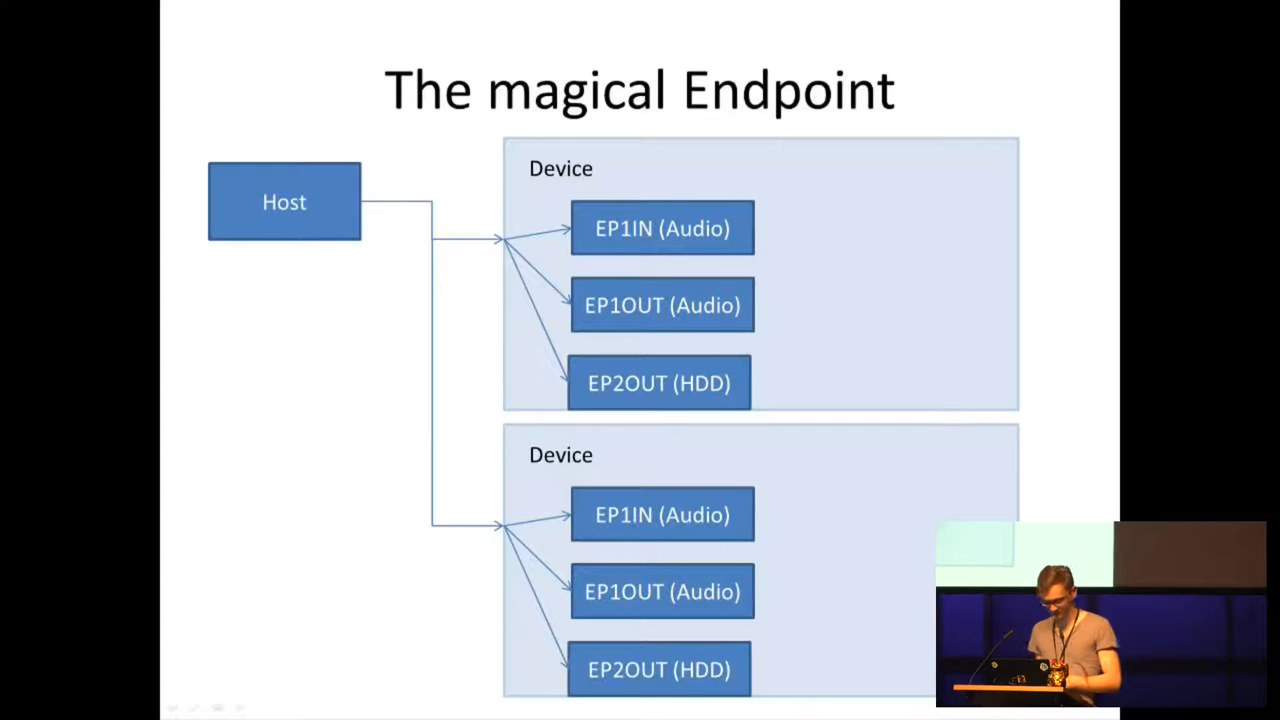 The magical Endpoint
Host
Device
EP1IN (Audio)
EP1OUT (Audio)
EP2OUT (HDD)
Device
EP1IN (Audio)
EP1OUT (Audio)
EP2OUT (HDD)